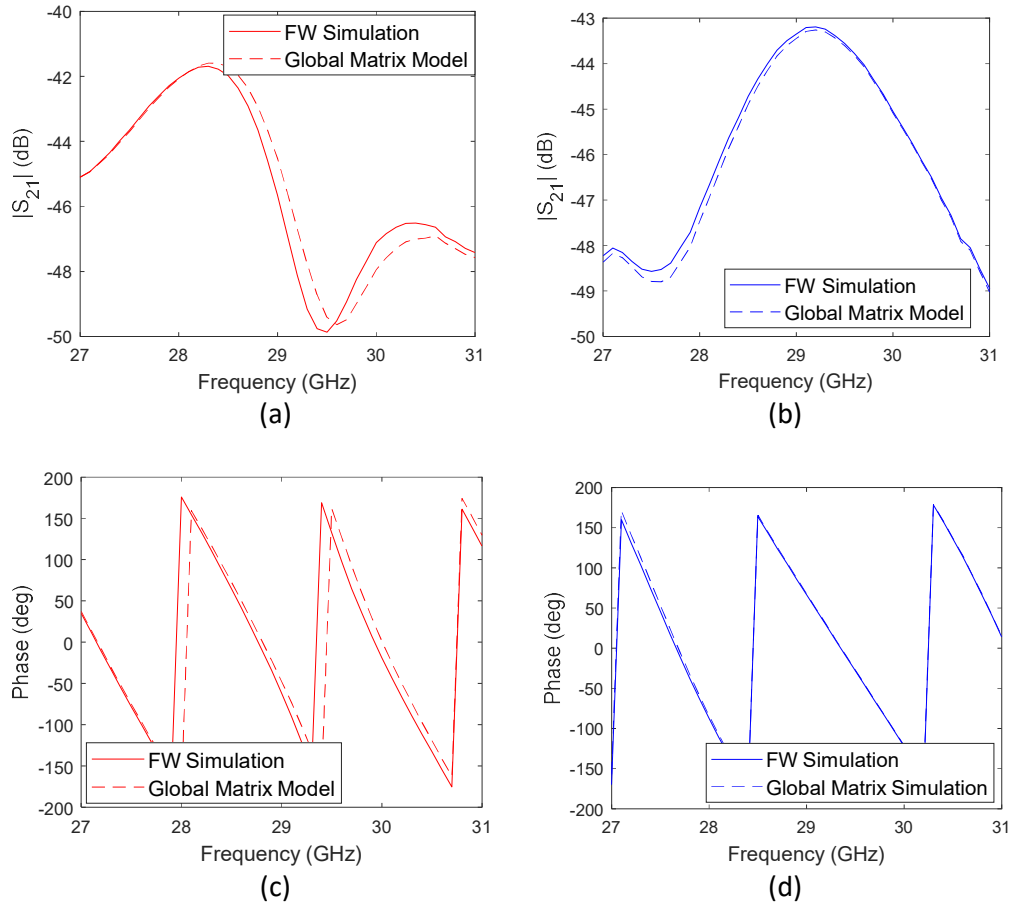 -40
-42
-44
-46
-48
-50
|S21| (dB)
FW Simulation
Global Matrix Model
27 28 29 30 31
Frequency (GHz)
(a)
-43
-44
-45
-46
-47
-48
-49
-50
|S21| (dB)
FW Simulation
Global Matrix Model
27 28 29 30 31
Frequency (GHz)
(b)
200
150
100
50
0
-50
-100
-150
-200
Phase (deg)
FW Simulation
Global Matrix Model
27 28 29 30 31
Frequency (GHz)
(c)
200
150
100
50
0
-50
-100
-150
-200
Phase (deg)
FW Simulation
Global Matrix Simulation
27 28 29 30 31
Frequency (GHz)
(d)